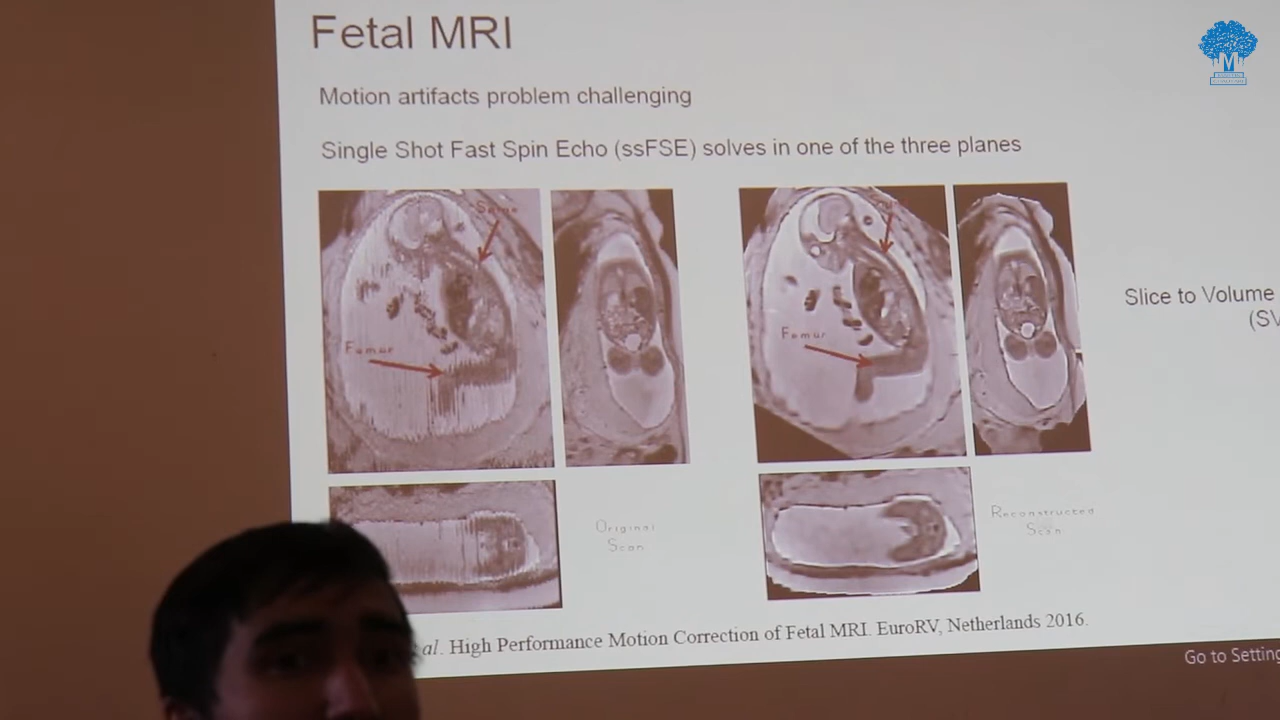 Fetal MRI
Motion artifacts problem challenging
Single Shot Fast Spin Echo (ssFSE) solves in one of the three planes
Spine
Femur
Femur
Slice to Volume
(SV
Original
Scan
Reconstructed
Scan
al. High Performance Motion Correction of Fetal MRI. EuroRV, Netherlands 2016.
Go to Setting
M